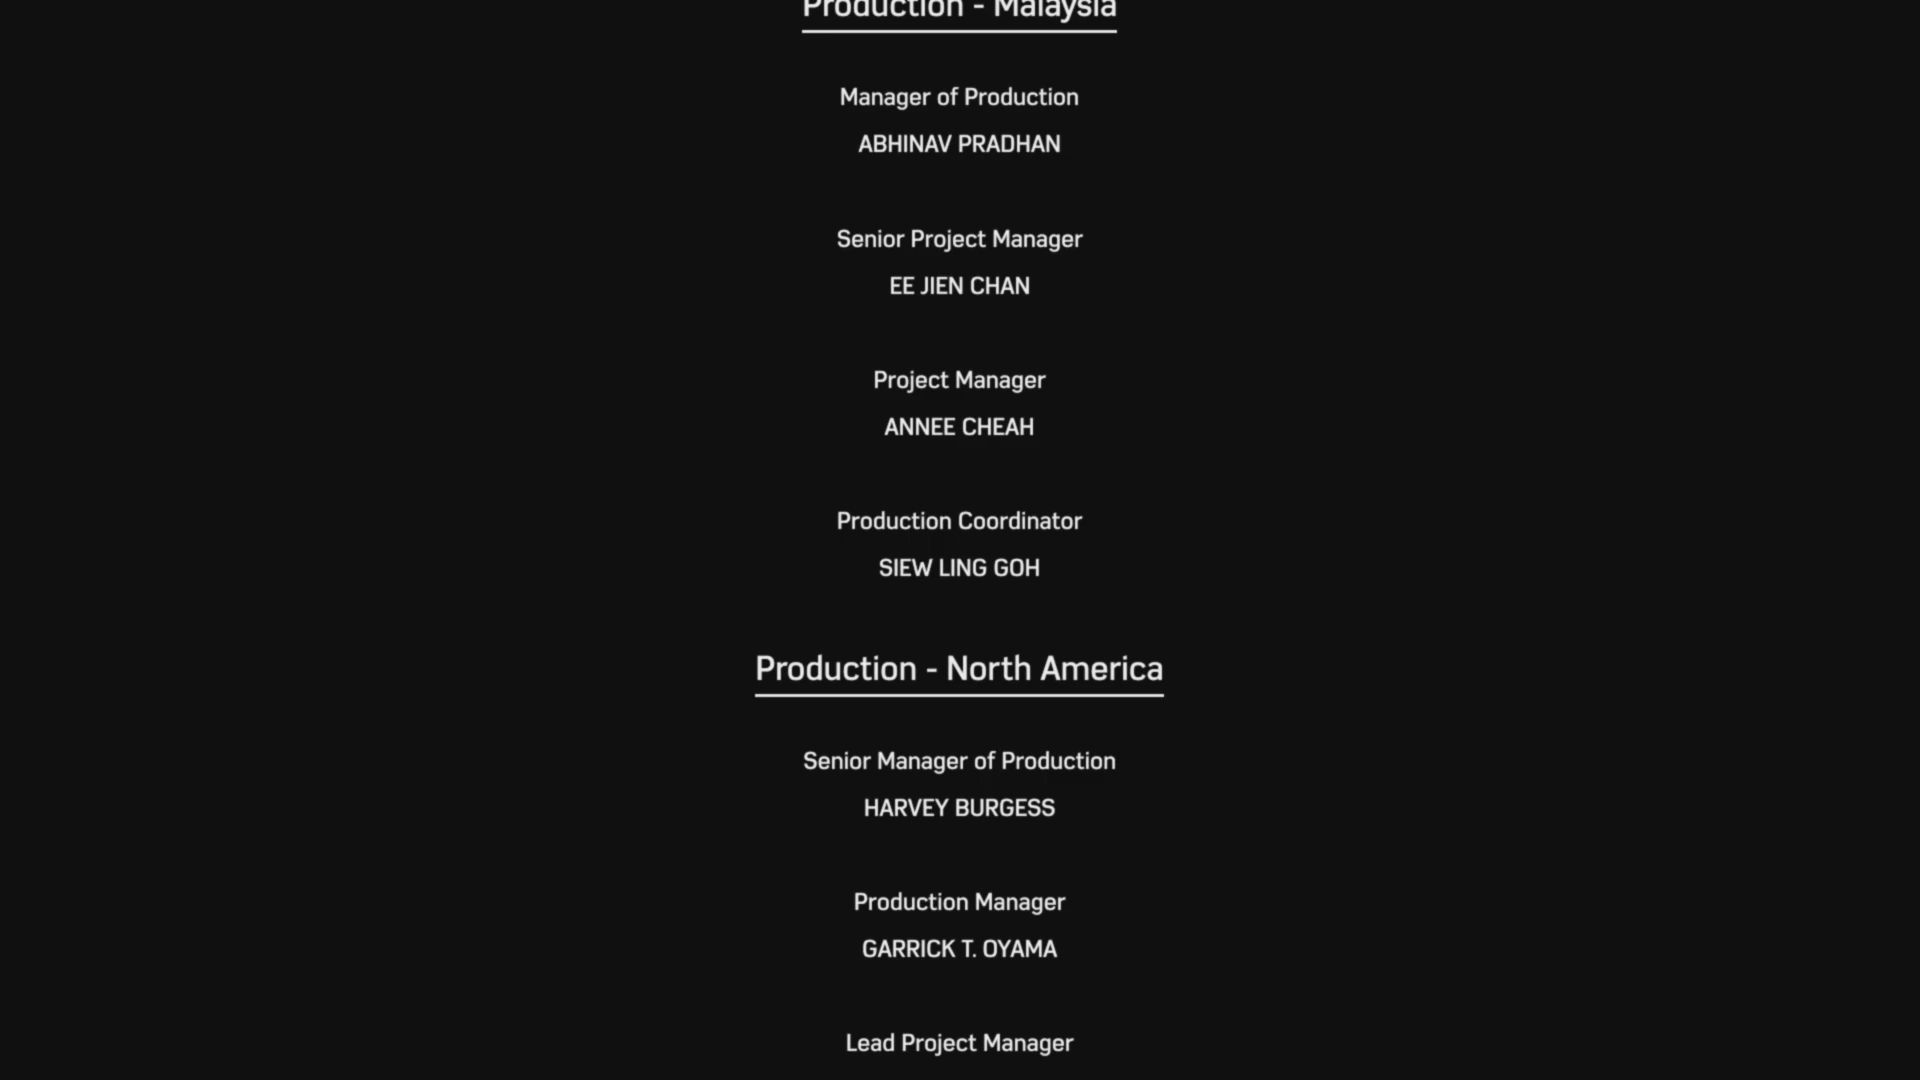 Production - Malaysia
Manager of Production
ABHINAV PRADHAN
Senior Project Manager
EE JIEN CHAN
Project Manager
ANNEE CHEAH
Production Coordinator
SIEW LING GOH
Production - North America
Senior Manager of Production
HARVEY BURGESS
Production Manager
GARRICK T. OYAMA
Lead Project Manager